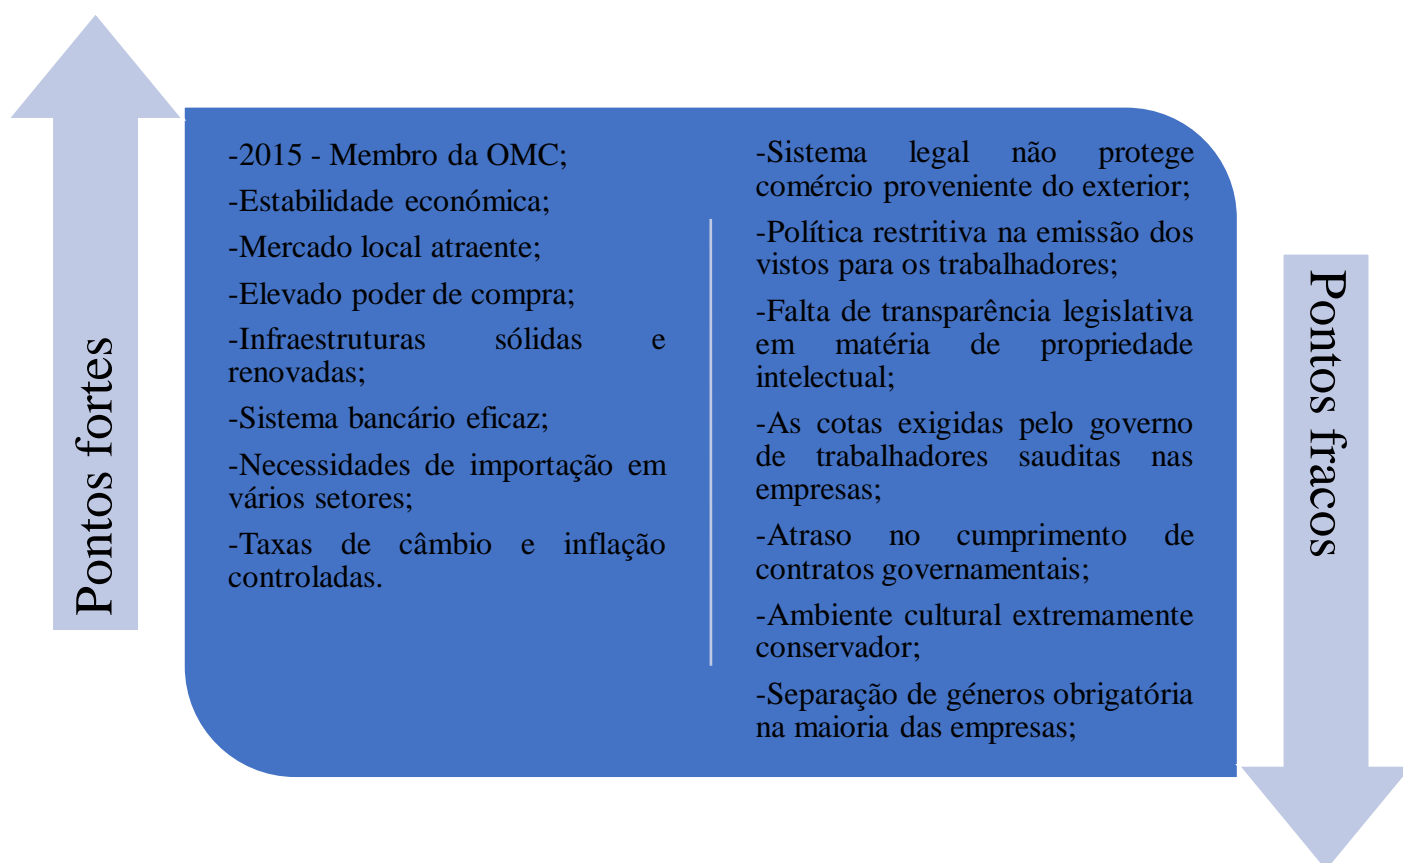 Pontos fortes
-2015 - Membro da OMC;
-Estabilidade económica;
-Mercado local atraente;
-Elevado poder de compra;
-Infraestruturas sólidas e
renovadas;
-Sistema bancário eficaz;
-Necessidades de importação em
vários setores;
-Taxas de câmbio e inflação
controladas.
-Sistema legal não protege
comércio proveniente do exterior;
-Política restritiva na emissão dos
vistos para os trabalhadores;
-Falta de transparência legislativa
em matéria de propriedade
intelectual;
-As cotas exigidas pelo governo
de trabalhadores sauditas nas
empresas;
-Atraso no cumprimento de
contratos governamentais;
-Ambiente cultural extremamente
conservador;
-Separação de géneros obrigatória
na maioria das empresas;
Pontos fracos